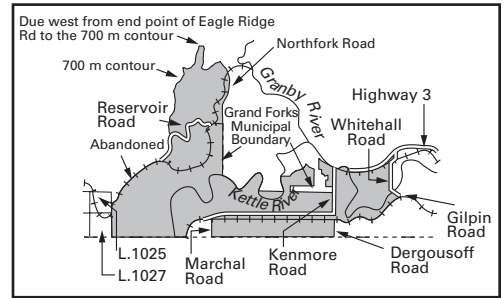 Due west from end point of Eagle Ridge
Rd to the 700 m contour
Northfork Road
700 m contour
Granby River
Highway 3
Reservoir
Road
Grand Forks
Municipal
Boundary
Whitehall
Road
Abandoned
Kettle River
Gilpin
Road
L.1025
L.1027
Marchal
Road
Kenmore
Road
Dergousoff
Road